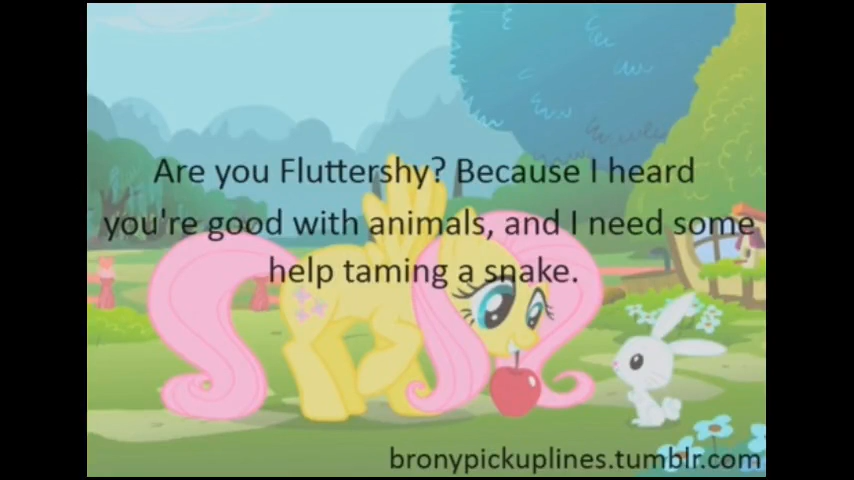 Are you Fluttershy? Because I heard
you're good with animals, and I need some
help taming a snake.
bronypickuplines.tumblr.com